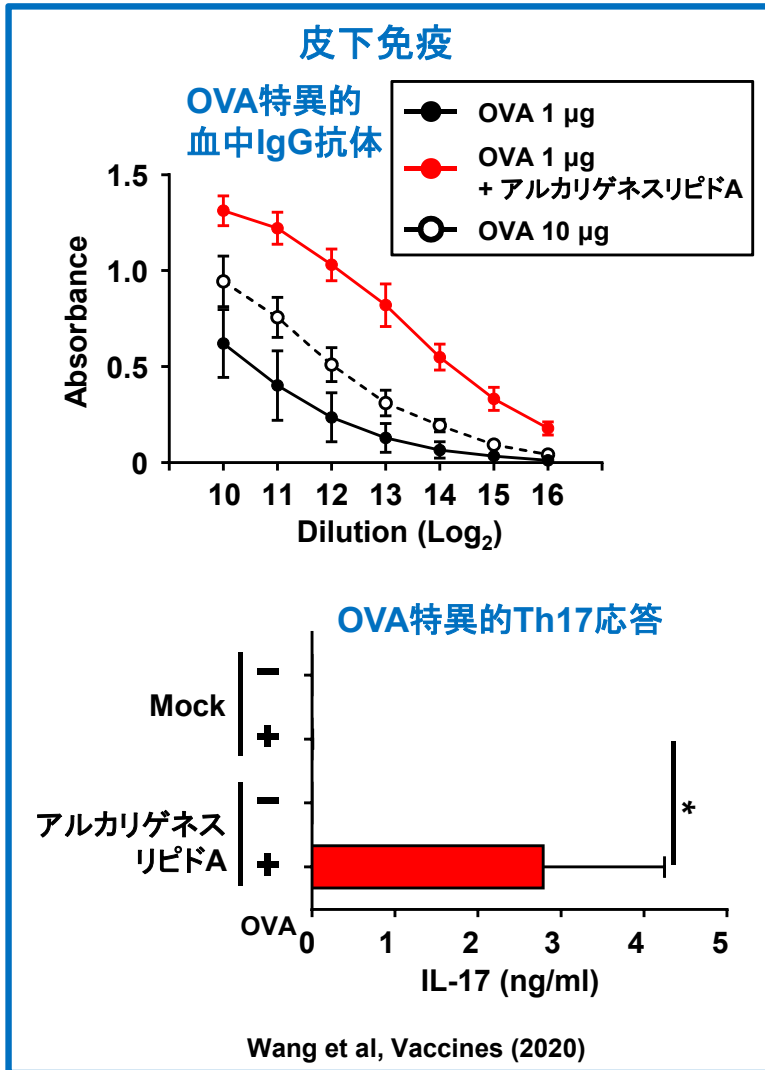 皮下免疫
OVA特異的
血中IgG抗体
OVA 1 μg
OVA 1 μg
+ アルカリゲネスリピドA
OVA 10 μg
Absorbance
1.5
1.0
0.5
0
10 11 12 13 14 15 16
Dilution (Log₂)
OVA特異的Th17応答
Mock
−
+
アルカリゲネス
リピドA
−
+
*
OVA
0 1 2 3 4 5
IL-17 (ng/ml)
Wang et al, Vaccines (2020)